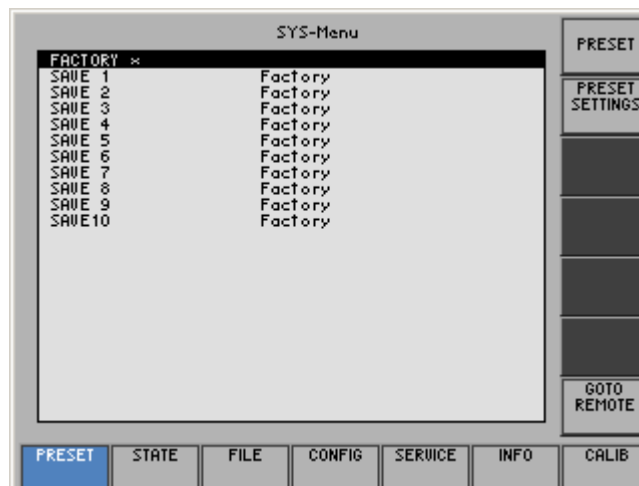 SYS-Menu
FACTORY *
SAVE 1 Factory
SAVE 2 Factory
SAVE 3 Factory
SAVE 4 Factory
SAVE 5 Factory
SAVE 6 Factory
SAVE 7 Factory
SAVE 8 Factory
SAVE 9 Factory
SAVE10 Factory
PRESET
PRESET
SETTINGS
GOTO
REMOTE
PRESET STATE FILE CONFIG SERVICE INFO CALIB